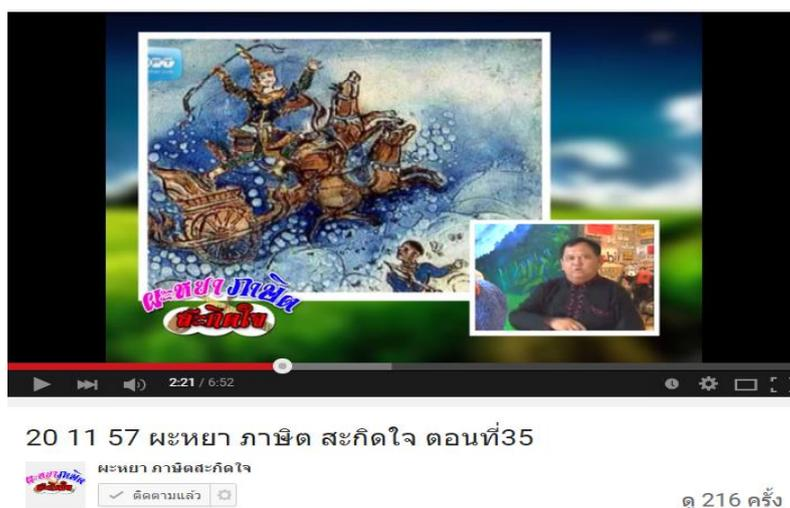 ผะหยา ภาษิต
สะกิดใจ
2:21 / 6:52
20 11 57 ผะหยา ภาษิต สะกิดใจ ตอนที่35
ผะหยา ภาษิตสะกิดใจ
ติดตามแล้ว
ดู 216 ครั้ง